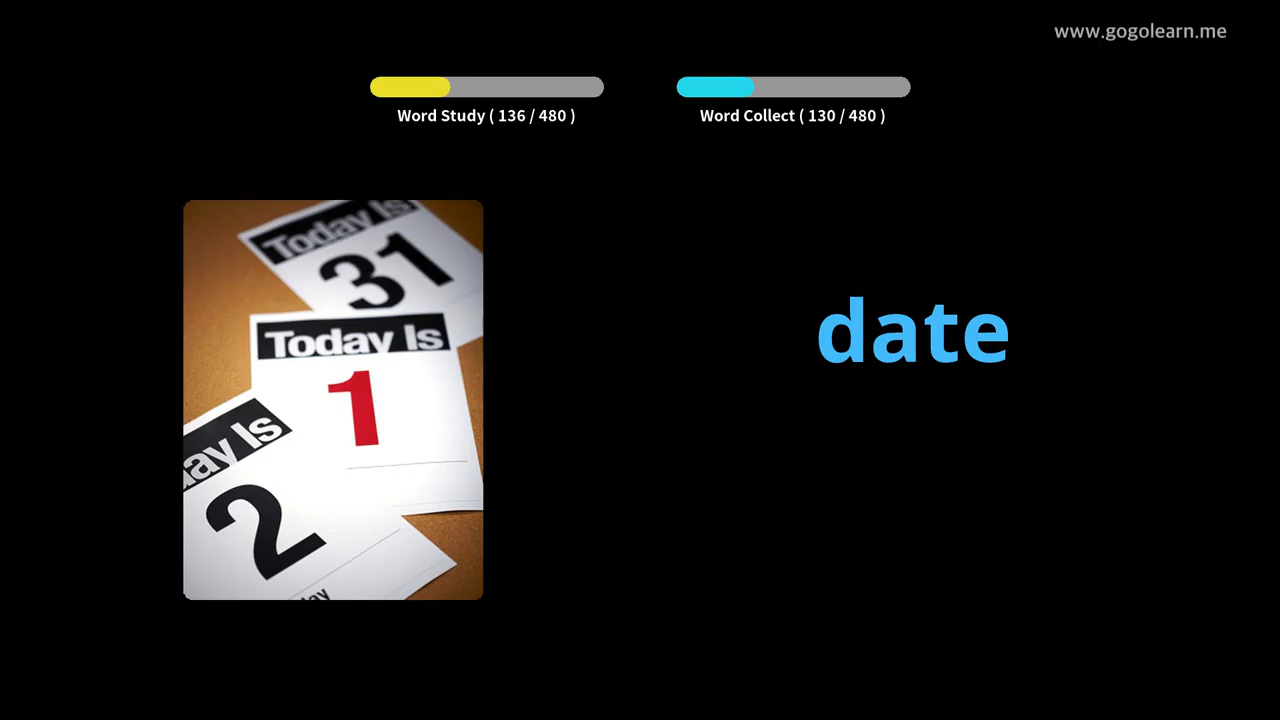 www.gogolearn.me
Word Study ( 136 / 480 )
Word Collect ( 130 / 480 )
Today Is
31
Today Is
1
ay Is
2
ay
date